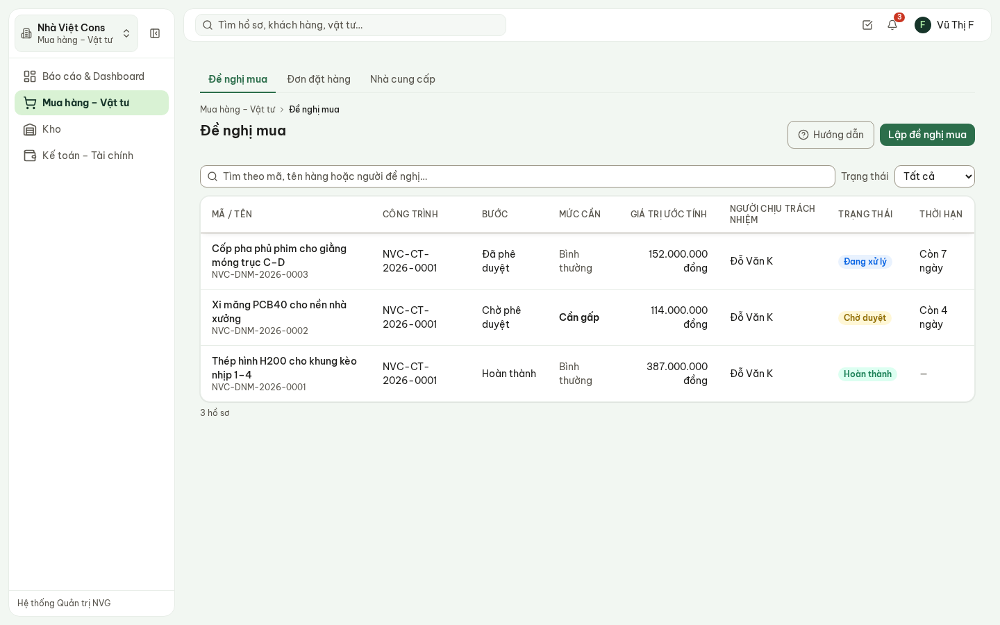 Nhà Việt Cons
Mua hàng – Vật tư
Báo cáo & Dashboard
Mua hàng – Vật tư
Kho
Kế toán – Tài chính
Hệ thống Quản trị NVG
Tìm hồ sơ, khách hàng, vật tư...
3
F
Vũ Thị F
Đề nghị mua
Đơn đặt hàng
Nhà cung cấp
Mua hàng – Vật tư > Đề nghị mua
Đề nghị mua
Hướng dẫn
Lập đề nghị mua
Tìm theo mã, tên hàng hoặc người đề nghị...
Trạng thái
Tất cả
MÃ / TÊN
CÔNG TRÌNH
BƯỚC
MỨC CẦN
GIÁ TRỊ ƯỚC TÍNH
NGƯỜI CHỊU TRÁCH
NHIỆM
TRẠNG THÁI
THỜI HẠN
Cốp pha phủ phim cho giằng
móng trục C–D
NVC-DNM-2026-0003
NVC-CT-
2026-0001
Đã phê
duyệt
Bình
thường
152.000.000
đồng
Đỗ Văn K
Đang xử lý
Còn 7
ngày
Xi măng PCB40 cho nền nhà
xưởng
NVC-DNM-2026-0002
NVC-CT-
2026-0001
Chờ phê
duyệt
Cần gấp
114.000.000
đồng
Đỗ Văn K
Chờ duyệt
Còn 4
ngày
Thép hình H200 cho khung kèo
nhịp 1–4
NVC-DNM-2026-0001
NVC-CT-
2026-0001
Hoàn thành
Bình
thường
387.000.000
đồng
Đỗ Văn K
Hoàn thành
—
3 hồ sơ